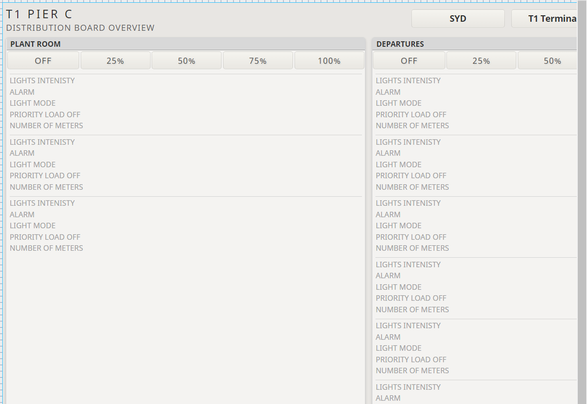 T1 PIER C
DISTRIBUTION BOARD OVERVIEW
SYD
T1 Termina
PLANT ROOM
OFF 25% 50% 75% 100%
LIGHTS INTENISTY
ALARM
LIGHT MODE
PRIORITY LOAD OFF
NUMBER OF METERS
LIGHTS INTENISTY
ALARM
LIGHT MODE
PRIORITY LOAD OFF
NUMBER OF METERS
LIGHTS INTENISTY
ALARM
LIGHT MODE
PRIORITY LOAD OFF
NUMBER OF METERS
DEPARTURES
OFF 25% 50%
LIGHTS INTENISTY
ALARM
LIGHT MODE
PRIORITY LOAD OFF
NUMBER OF METERS
LIGHTS INTENISTY
ALARM
LIGHT MODE
PRIORITY LOAD OFF
NUMBER OF METERS
LIGHTS INTENISTY
ALARM
LIGHT MODE
PRIORITY LOAD OFF
NUMBER OF METERS
LIGHTS INTENISTY
ALARM
LIGHT MODE
PRIORITY LOAD OFF
NUMBER OF METERS
LIGHTS INTENISTY
ALARM
LIGHT MODE
PRIORITY LOAD OFF
NUMBER OF METERS
LIGHTS INTENISTY
ALARM